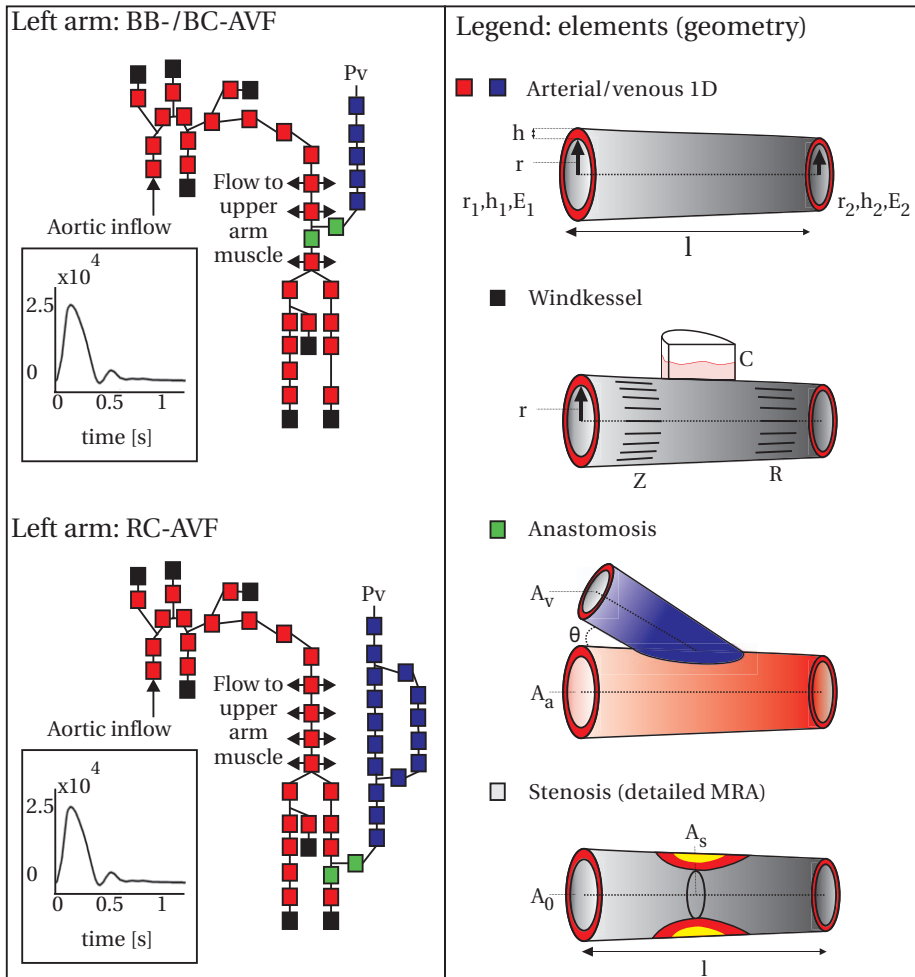 Left arm: BB-/BC-AVF
Pv
Flow to
upper
arm
muscle
Aortic inflow
x10^4
2.5
0
0 0.5 1
time [s]
Left arm: RC-AVF
Pv
Flow to
upper
arm
muscle
Aortic inflow
x10^4
2.5
0
0 0.5 1
time [s]
Legend: elements (geometry)
Arterial/venous 1D
h
r
r₁,h₁,E₁ r₂,h₂,E₂
l
Windkessel
C
r
Z R
Anastomosis
Aᵥ
θ
Aₐ
Stenosis (detailed MRA)
Aₛ
A₀
l